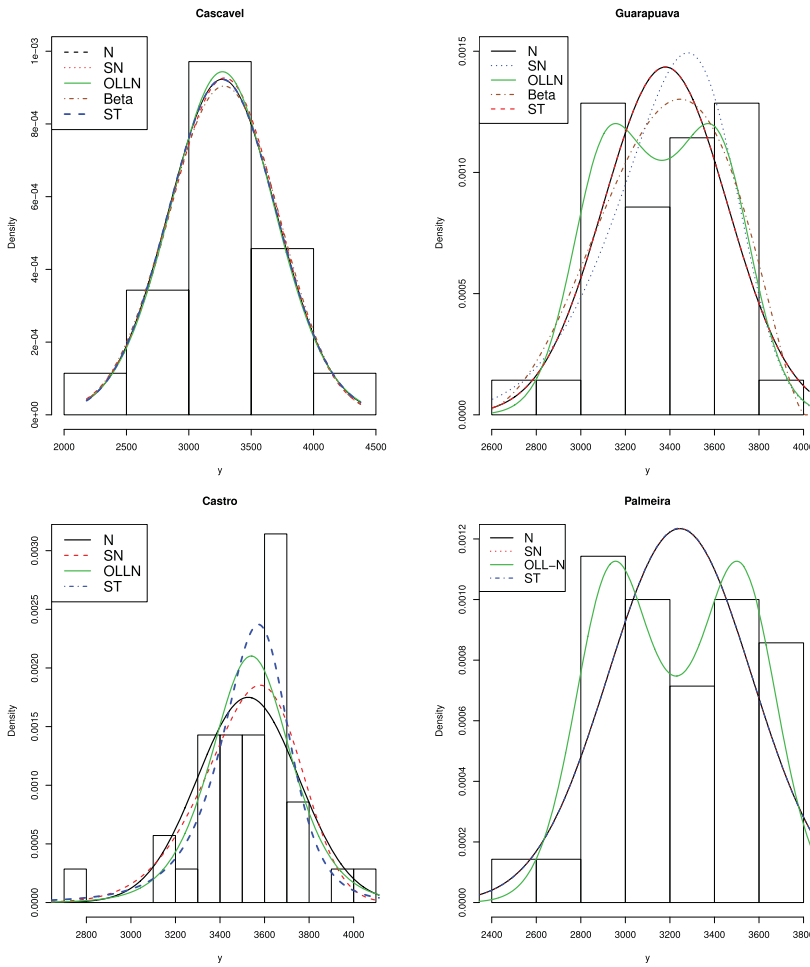 Cascavel
N
SN
OLLN
Beta
ST
Density
0e+00
2e−04
4e−04
6e−04
8e−04
1e−03
2000 2500 3000 3500 4000 4500
y
Guarapuava
N
SN
OLLN
Beta
ST
Density
0.0000
0.0005
0.0010
0.0015
2600 2800 3000 3200 3400 3600 3800 400
y
Castro
N
SN
OLLN
ST
Density
0.0000
0.0005
0.0010
0.0015
0.0020
0.0025
0.0030
2800 3000 3200 3400 3600 3800 4000
y
Palmeira
N
SN
OLL−N
ST
Density
0.0000
0.0002
0.0004
0.0006
0.0008
0.0010
0.0012
2400 2600 2800 3000 3200 3400 3600 3800
y